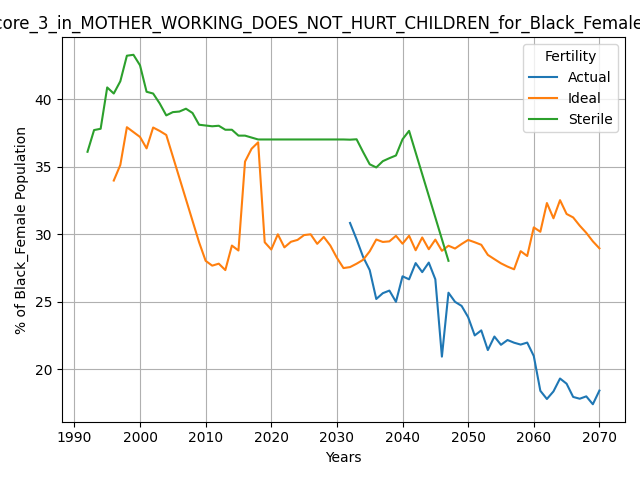 core_3_in_MOTHER_WORKING_DOES_NOT_HURT_CHILDREN_for_Black_Female
Fertility
Actual
Ideal
Sterile
% of Black_Female Population
40
35
30
25
20
1990 2000 2010 2020 2030 2040 2050 2060 2070
Years